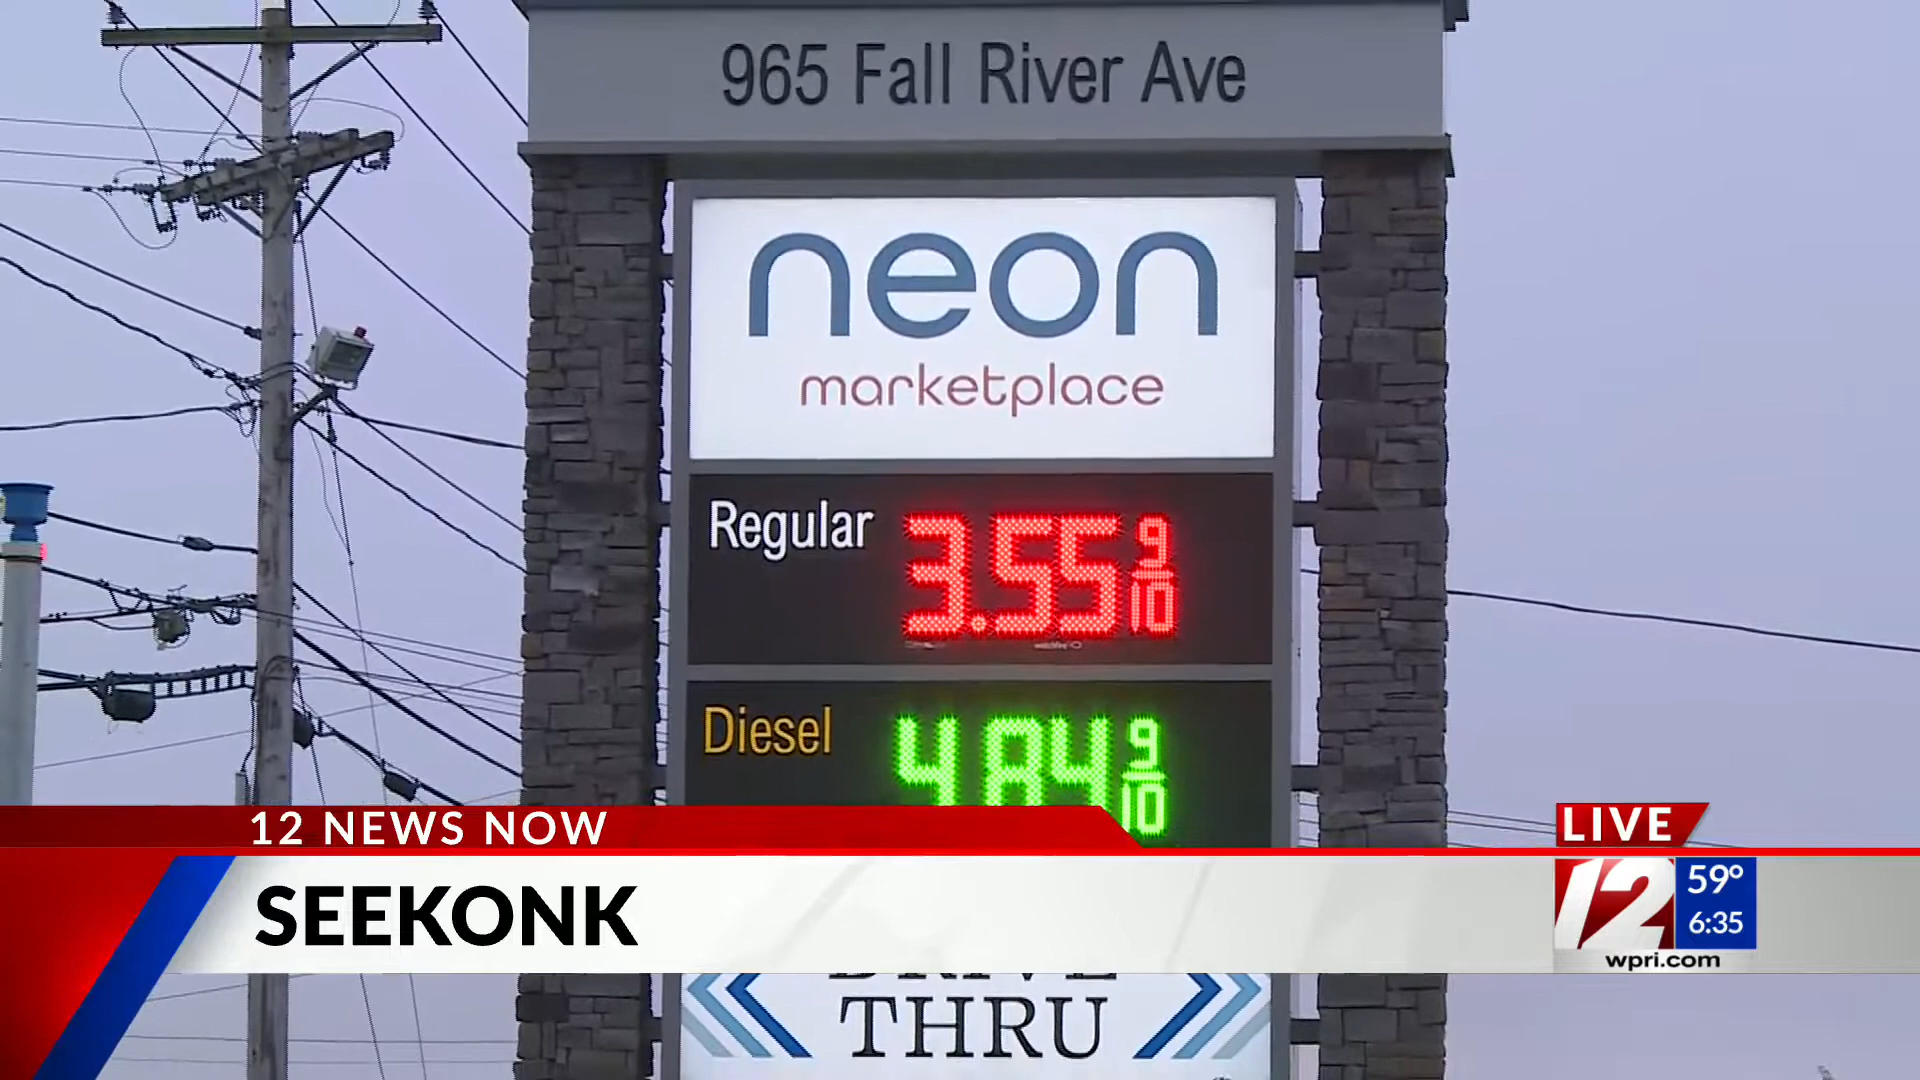 965 Fall River Ave
neon
marketplace
Regular 3.55 9/10
Diesel 4.84 9/10
12 NEWS NOW
SEEKONK
LIVE
12
59°
6:35
wpri.com
DRIVE
THRU